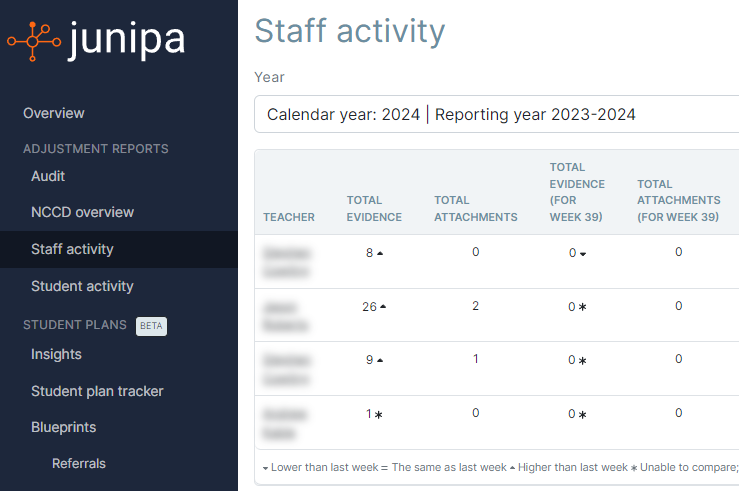 junipa
Overview
ADJUSTMENT REPORTS
Audit
NCCD overview
Staff activity
Student activity
STUDENT PLANS BETA
Insights
Student plan tracker
Blueprints
Referrals
Staff activity
Year
Calendar year: 2024 | Reporting year 2023-2024
TEACHER
TOTAL
EVIDENCE
TOTAL
ATTACHMENTS
TOTAL
EVIDENCE
(FOR
WEEK 39)
TOTAL
ATTACHMENTS
(FOR WEEK 39)
8 ▴ 0 0 ▾ 0
26 ▴ 2 0 * 0
9 ▴ 1 0 * 0
1 * 0 0 * 0
▾ Lower than last week = The same as last week ▴ Higher than last week * Unable to compare;